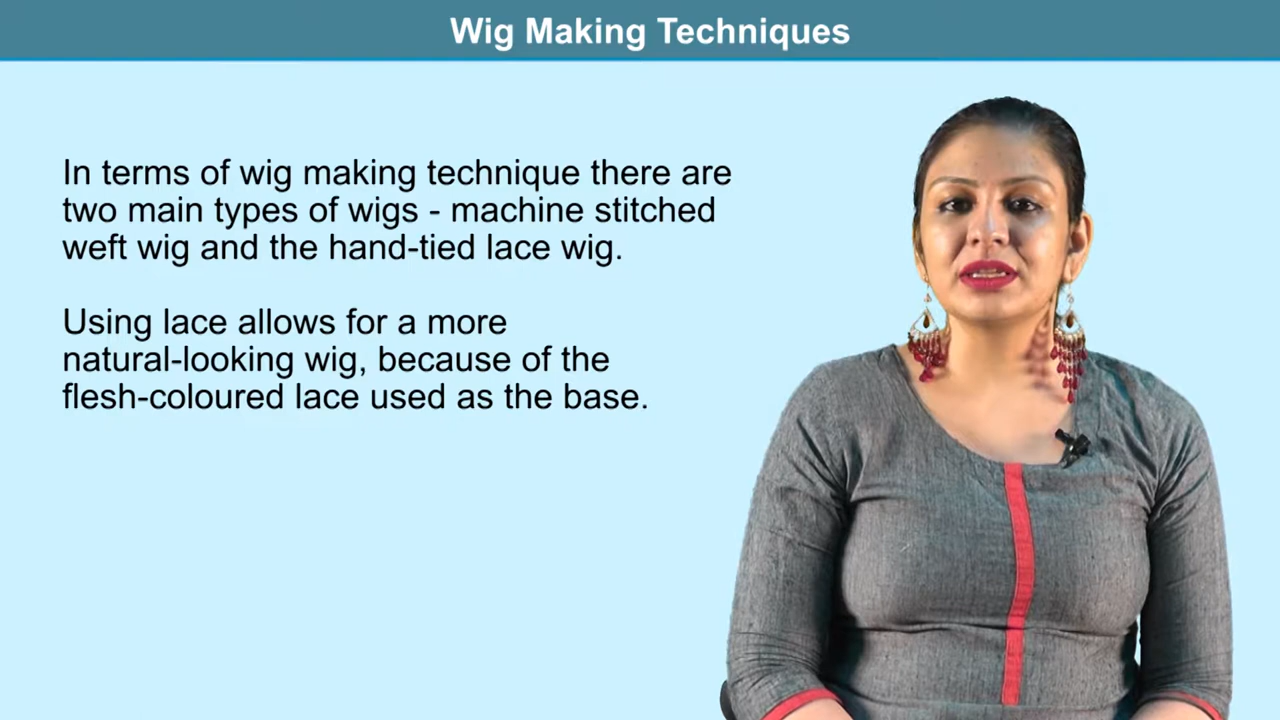 Wig Making Techniques
In terms of wig making technique there are
two main types of wigs - machine stitched
weft wig and the hand-tied lace wig.
Using lace allows for a more
natural-looking wig, because of the
flesh-coloured lace used as the base.